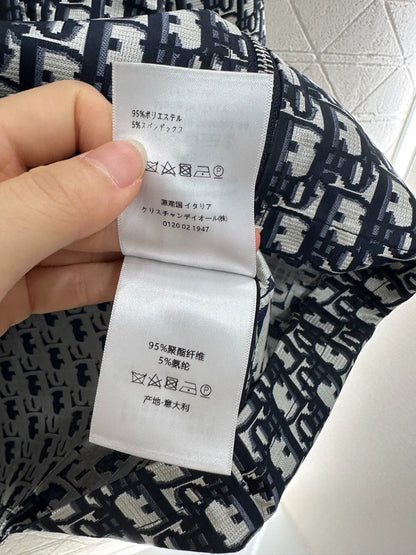 95%ポリエステル
5%スパンデックス
原産国 イタリア
クリスチャンディオール(株)
0120 02 1947
95%聚酯纤维
5%氨纶
产地-意大利